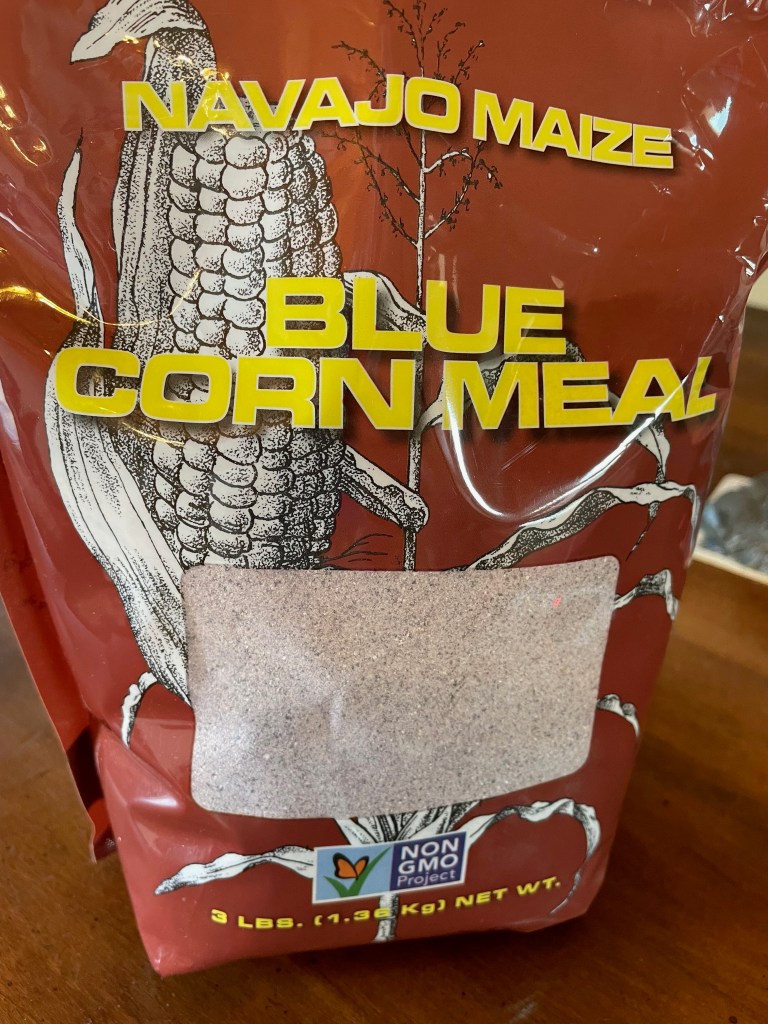 NAVAJO MAIZE
BLUE
CORN MEAL
NON
GMO
Project
3 LBS. (1.36 Kg) NET WT.